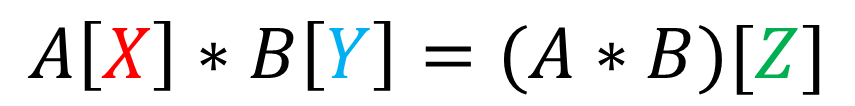 A[X] * B[Y] = (A * B)[Z]